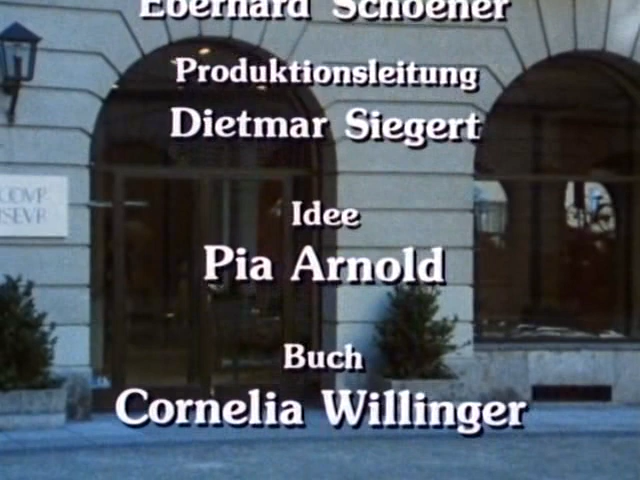 Eberhard Schoener
Produktionsleitung
Dietmar Siegert
Idee
Pia Arnold
Buch
Cornelia Willinger